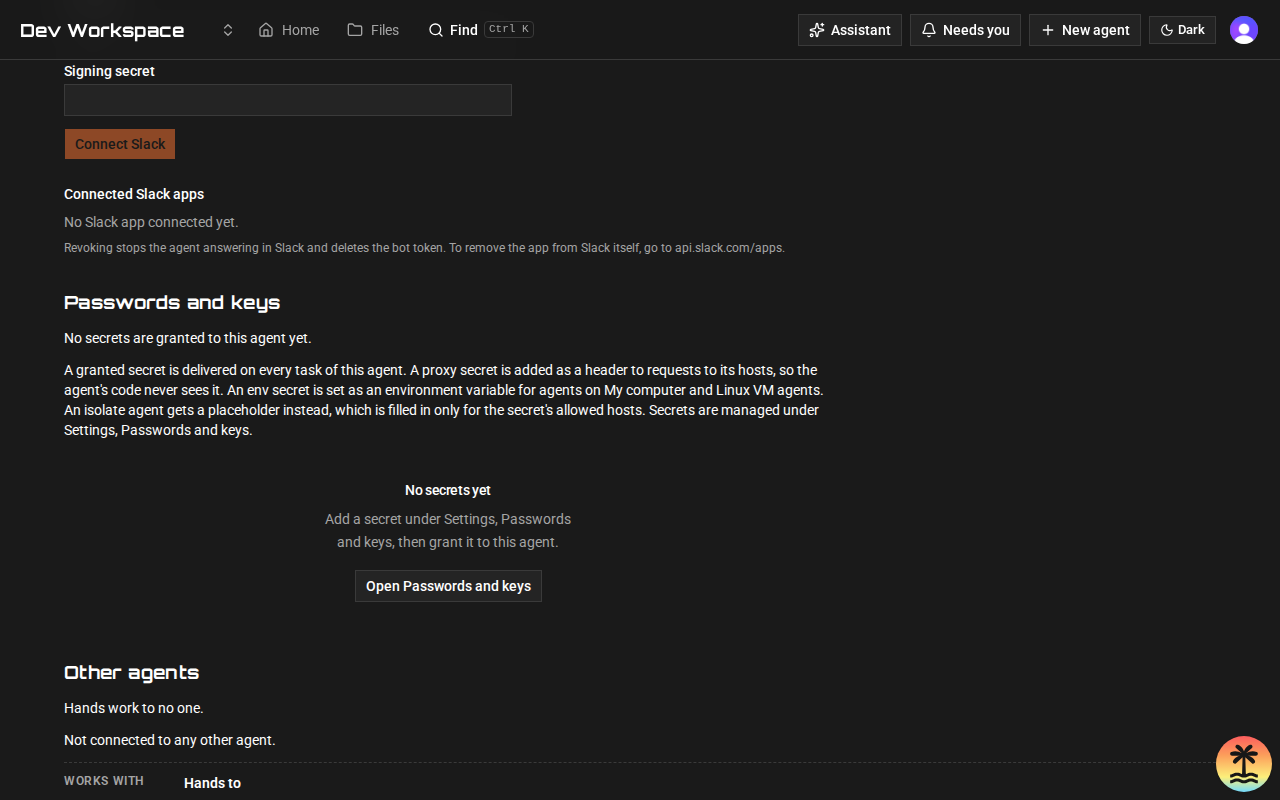 Dev Workspace
Home
Files
Find
Ctrl K
Assistant
Needs you
New agent
Dark
Signing secret
Connect Slack
Connected Slack apps
No Slack app connected yet.
Revoking stops the agent answering in Slack and deletes the bot token. To remove the app from Slack itself, go to api.slack.com/apps.
Passwords and keys
No secrets are granted to this agent yet.
A granted secret is delivered on every task of this agent. A proxy secret is added as a header to requests to its hosts, so the
agent's code never sees it. An env secret is set as an environment variable for agents on My computer and Linux VM agents.
An isolate agent gets a placeholder instead, which is filled in only for the secret's allowed hosts. Secrets are managed under
Settings, Passwords and keys.
No secrets yet
Add a secret under Settings, Passwords
and keys, then grant it to this agent.
Open Passwords and keys
Other agents
Hands work to no one.
Not connected to any other agent.
WORKS WITH
Hands to